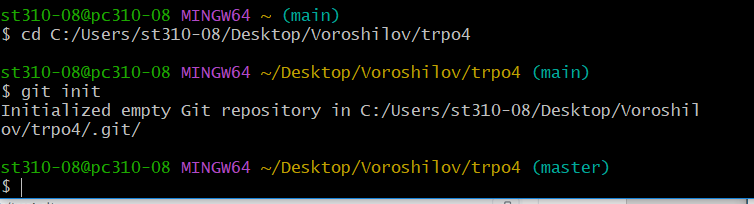 st310-08@pc310-08 MINGW64 ~ (main)
$ cd C:/Users/st310-08/Desktop/Voroshilov/trpo4
st310-08@pc310-08 MINGW64 ~/Desktop/Voroshilov/trpo4 (main)
$ git init
Initialized empty Git repository in C:/Users/st310-08/Desktop/Voroshil
ov/trpo4/.git/
st310-08@pc310-08 MINGW64 ~/Desktop/Voroshilov/trpo4 (master)
$